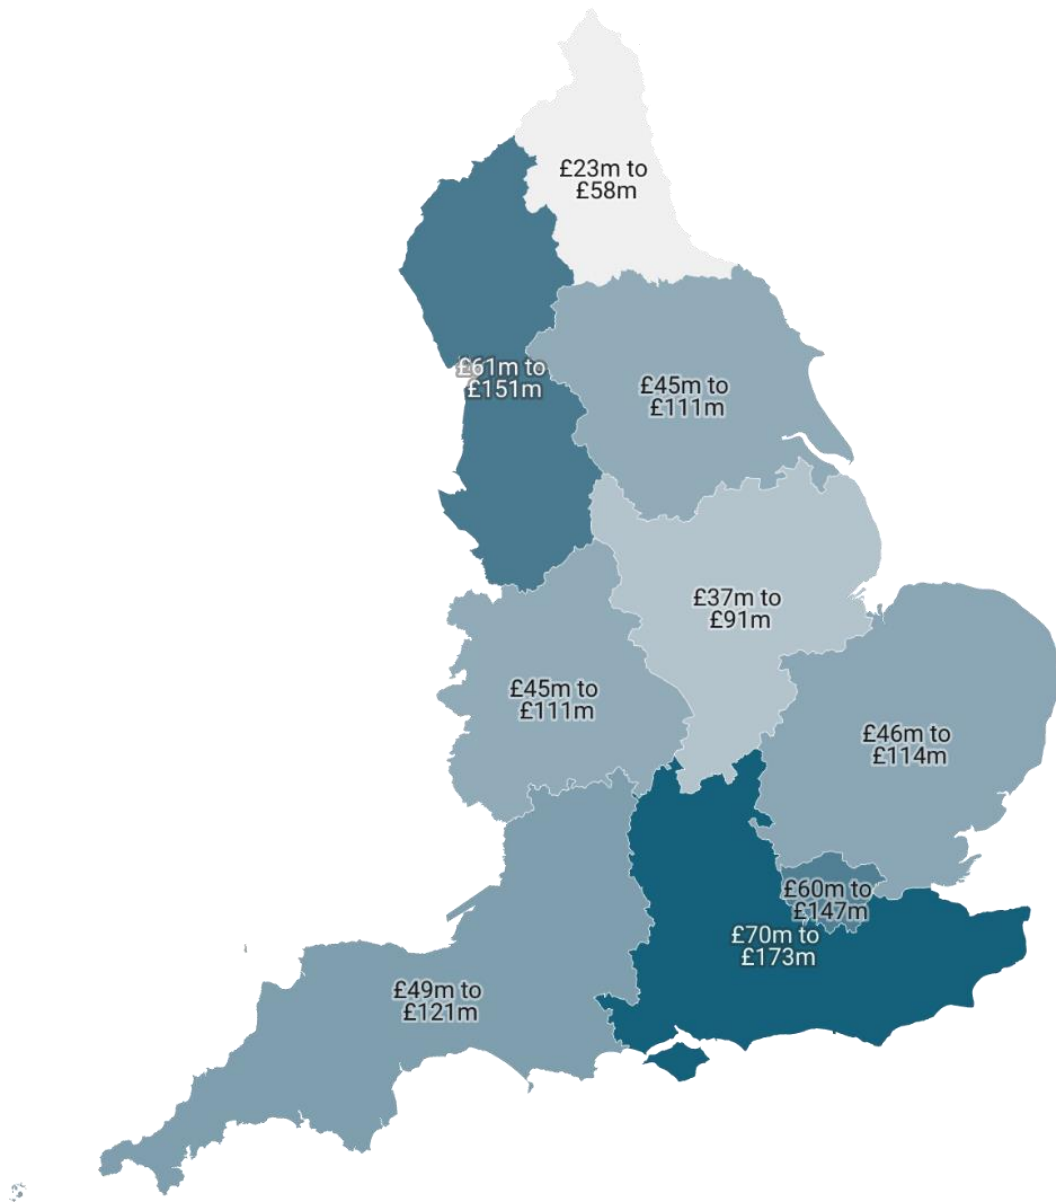 £23m to
£58m
£61m to
£151m
£45m to
£111m
£37m to
£91m
£45m to
£111m
£46m to
£114m
£60m to
£147m
£70m to
£173m
£49m to
£121m